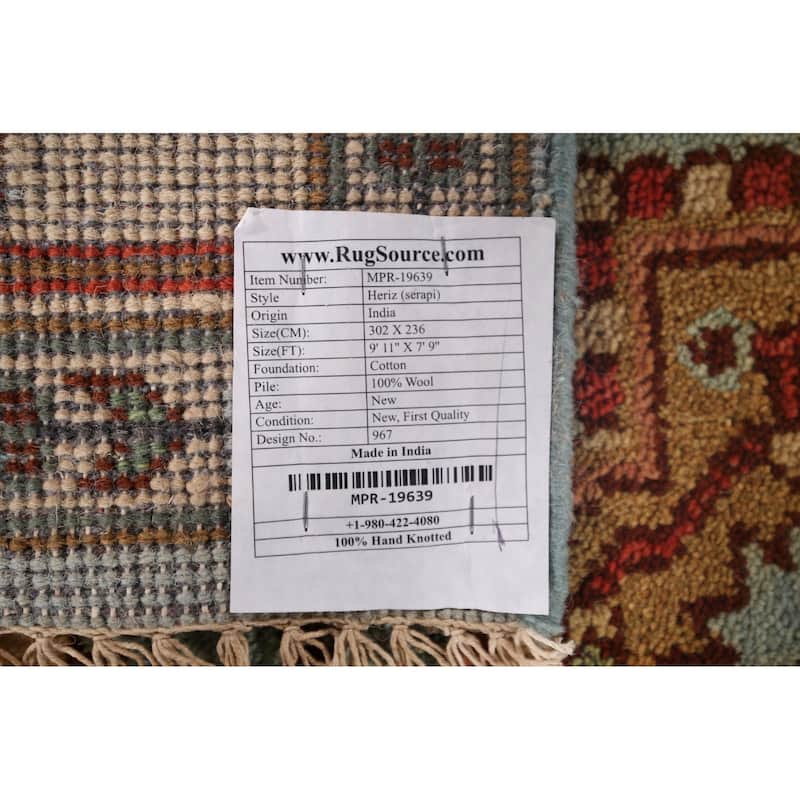 www.RugSource.com
Item Number: MPR-19639
Style Heriz (serapi)
Origin India
Size(CM): 302 X 236
Size(FT): 9' 11" X 7' 9"
Foundation: Cotton
Pile: 100% Wool
Age: New
Condition: New, First Quality
Design No.: 967
Made in India
MPR-19639
+1-980-422-4080
100% Hand Knotted